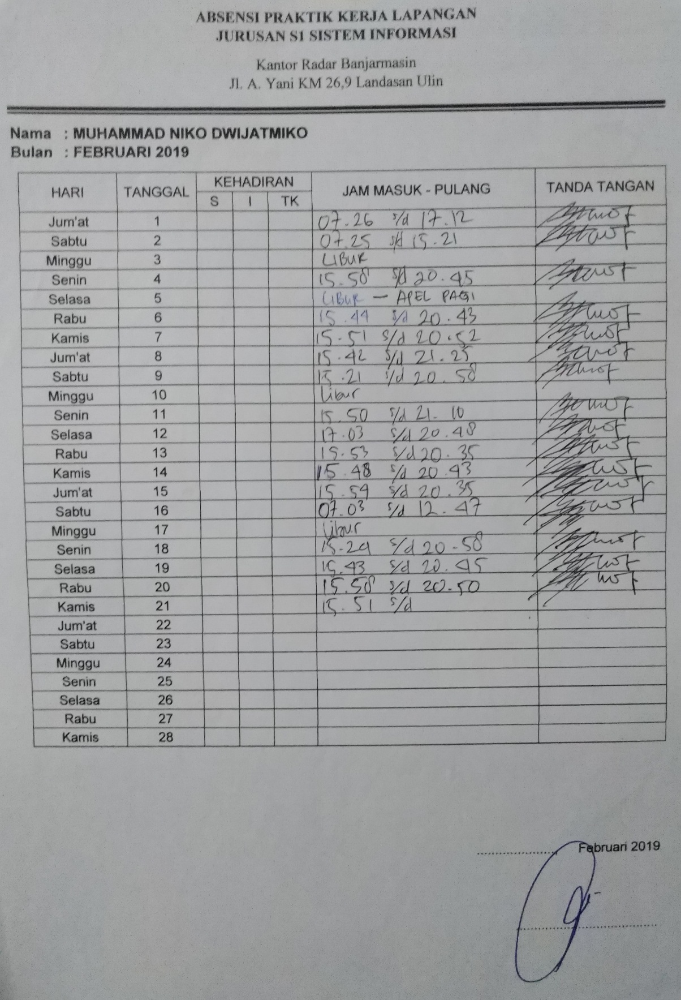 ABSENSI PRAKTIK KERJA LAPANGAN
JURUSAN S1 SISTEM INFORMASI
Kantor Radar Banjarmasin
Jl. A. Yani KM 26,9 Landasan Ulin
Nama : MUHAMMAD NIKO DWIJATMIKO
Bulan : FEBRUARI 2019
HARI TANGGAL KEHADIRAN JAM MASUK - PULANG TANDA TANGAN
S I TK
Jum'at 1 07.26 s/d 17.12
Sabtu 2 07.25 s/d 15.21
Minggu 3 LIBUR
Senin 4 15.58 s/d 20.45
Selasa 5 LIBUR — APEL PAGI
Rabu 6 15.44 s/d 20.43
Kamis 7 15.51 s/d 20.52
Jum'at 8 15.42 s/d 21.25
Sabtu 9 15.21 s/d 20.58
Minggu 10 Libur
Senin 11 15.50 s/d 21.10
Selasa 12 17.03 s/d 20.48
Rabu 13 15.53 s/d 20.35
Kamis 14 15.48 s/d 20.43
Jum'at 15 15.54 s/d 20.35
Sabtu 16 07.03 s/d 12.47
Minggu 17 Libur
Senin 18 15.29 s/d 20.58
Selasa 19 15.43 s/d 20.45
Rabu 20 15.58 s/d 20.50
Kamis 21 15.51 s/d
Jum'at 22
Sabtu 23
Minggu 24
Senin 25
Selasa 26
Rabu 27
Kamis 28
Februari 2019